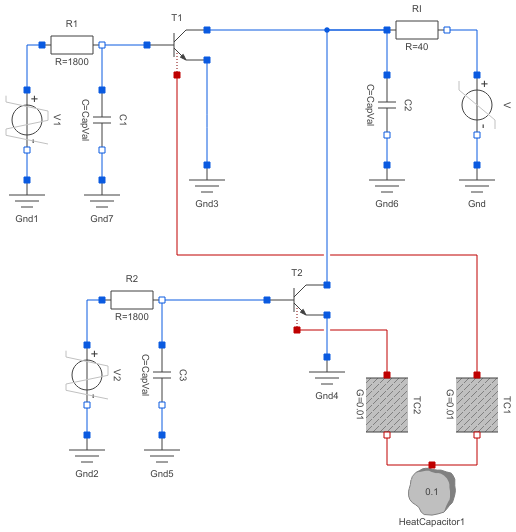 R1
T1
RI
R=1800
R=40
V1
C=CapVal
C1
C=CapVal
C2
V
Gnd1
Gnd7
Gnd3
Gnd6
Gnd
R2
T2
R=1800
V2
C=CapVal
C3
Gnd4
G=0.01
TC2
G=0.01
TC1
Gnd2
Gnd5
0.1
HeatCapacitor1